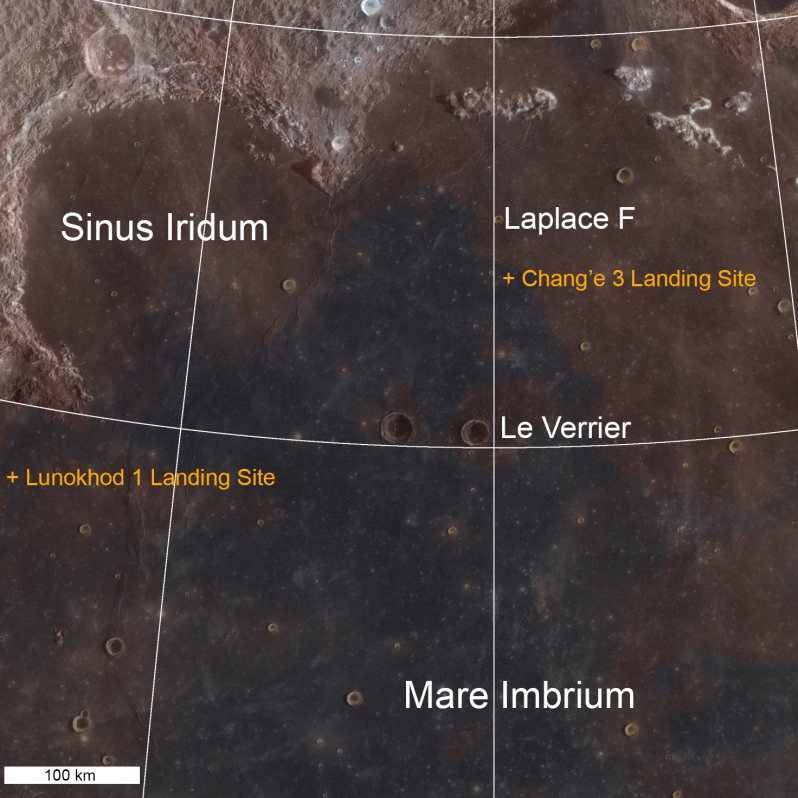 Sinus Iridum
Laplace F
+ Chang’e 3 Landing Site
Le Verrier
+ Lunokhod 1 Landing Site
Mare Imbrium
100 km